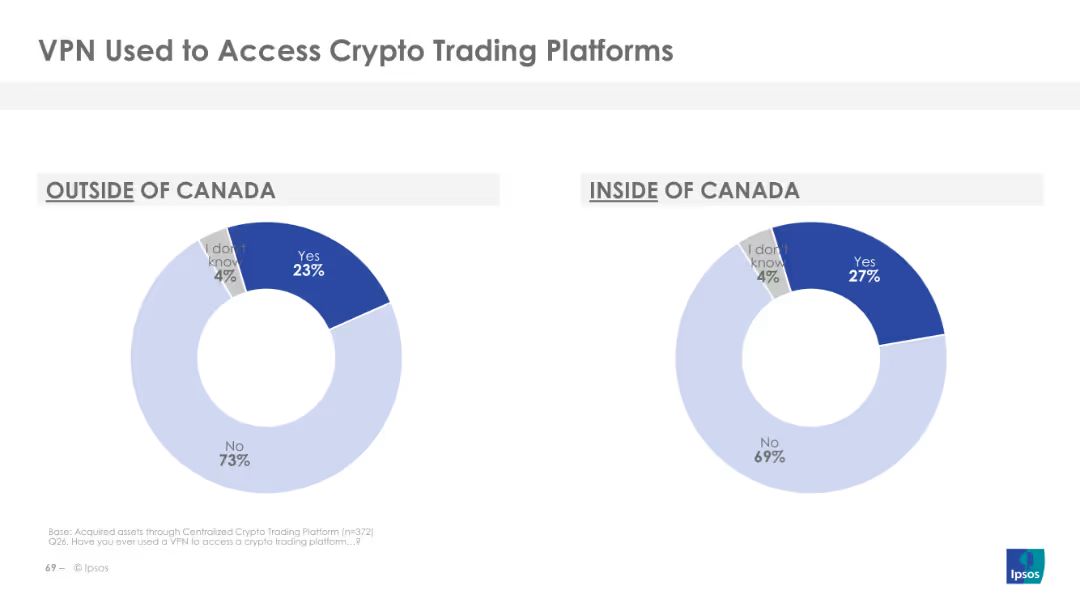 VPN Used to Access Crypto Trading Platforms
OUTSIDE OF CANADA
I don't
know
4%
Yes
23%
No
73%
INSIDE OF CANADA
I don't
know
4%
Yes
27%
No
69%
Base: Acquired assets through Centralized Crypto Trading Platform (n=372)
Q26. Have you ever used a VPN to access a crypto trading platform…?
69 – © Ipsos
Ipsos